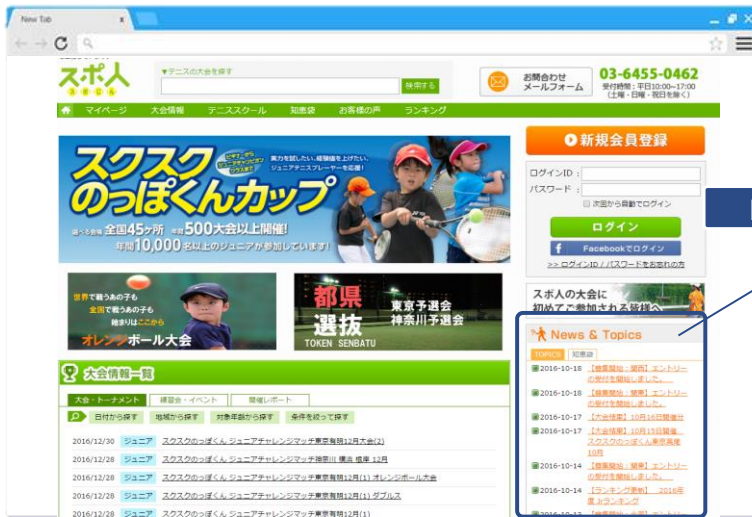 New Tab
スポ人
▼テニスの大会を探す
検索する
お問合わせ
メールフォーム
03-6455-0462
受付時間：平日10:00~17:00
(土曜・日曜・祝日を除く)
マイページ 大会情報 テニススクール 知恵袋 お客様の声 ランキング
スクスク
のっぽくんカップ
実力を試したい、経験値を上げたい、
ジュニアテニスプレーヤーを応援！
全国45ヶ所 年間500大会以上開催!
年間10,000名以上のジュニアが参加しています!
新規会員登録
ログインID：
パスワード：
次回から自動でログイン
ログイン
f Facebookでログイン
>> ログインID / パスワードをお忘れの方
世界で戦うあの子も
全国で戦うあの子も
始まりはここから
オレンジボール大会
都県
選抜
TOKEN SENBATU
東京予選会
神奈川予選会
スポ人の大会に
初めてご参加される皆様へ
News & Topics
TOPICS 知恵袋
2016-10-18 【募集開始：関西】エントリー
の受付を開始しました。
2016-10-18 【募集開始：関東】エントリー
の受付を開始しました。
2016-10-17 【大会結果】10月16日開催分
2016-10-17 【大会結果】10月15日開催
スクスクのっぽくん東京高尾
10月
2016-10-14 【募集開始：関東】エントリー
の受付を開始しました。
2016-10-14 【ランキング更新】 2016年
度 Jrランキング
大会情報一覧
大会・トーナメント 練習会・イベント 開催レポート
日付から探す 地域から探す 対象年齢から探す 条件を絞って探す
2016/12/30 ジュニア スクスクのっぽくん ジュニアチャレンジマッチ東京有明12月大会(2)
2016/12/28 ジュニア スクスクのっぽくん ジュニアチャレンジマッチ神奈川 横浜 根岸 12月
2016/12/28 ジュニア スクスクのっぽくん ジュニアチャレンジマッチ東京有明12月(1) オレンジボール大会
2016/12/28 ジュニア スクスクのっぽくん ジュニアチャレンジマッチ東京有明12月(1) ダブルス
2016/12/28 ジュニア スクスクのっぽくん ジュニアチャレンジマッチ東京有明12月(1)